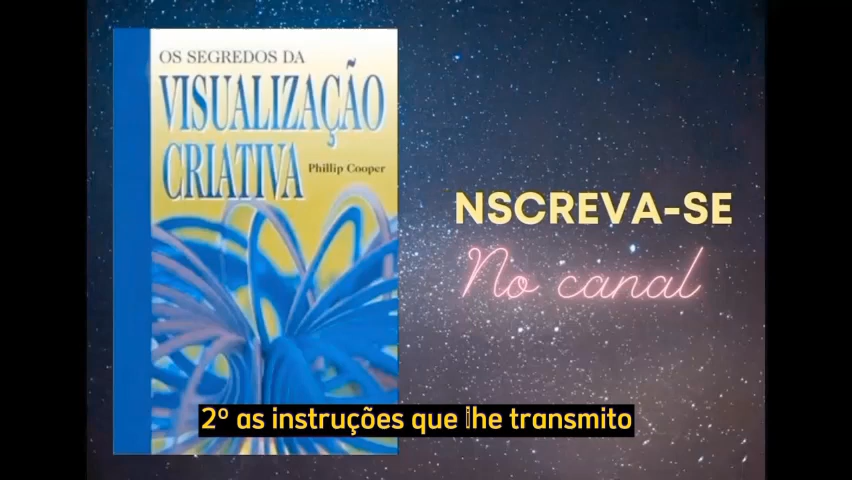 OS SEGREDOS DA
VISUALIZAÇÃO
CRIATIVA
Phillip Cooper
NSCREVA-SE
No canal
2º as instruções que lhe transmito